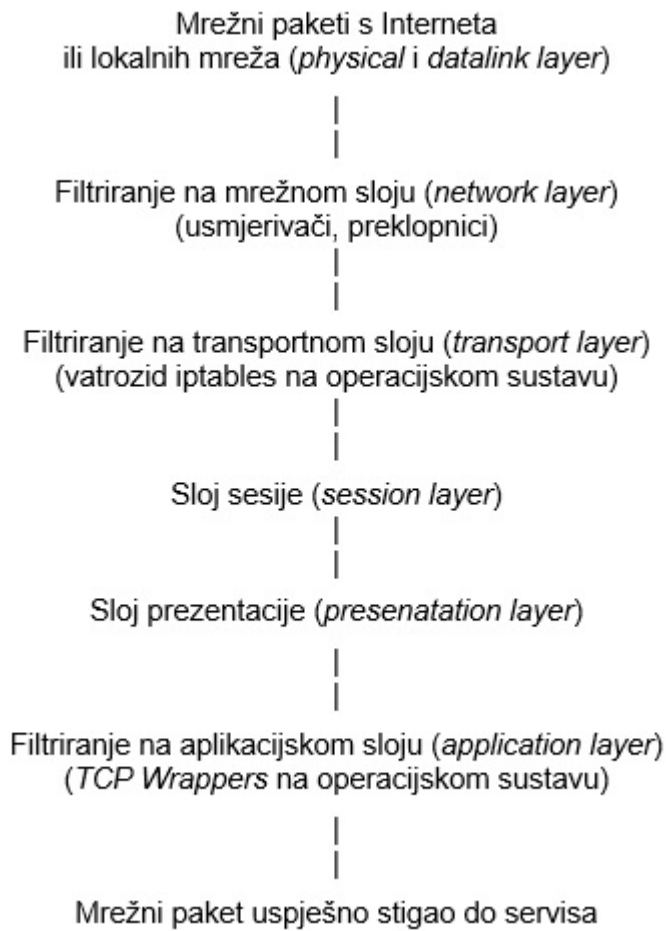 Mrežni paketi s Interneta
ili lokalnih mreža (physical i datalink layer)
Filtriranje na mrežnom sloju (network layer)
(usmjerivači, preklopnici)
Filtriranje na transportnom sloju (transport layer)
(vatrozid iptables na operacijskom sustavu)
Sloj sesije (session layer)
Sloj prezentacije (presenatation layer)
Filtriranje na aplikacijskom sloju (application layer)
(TCP Wrappers na operacijskom sustavu)
Mrežni paket uspješno stigao do servisa